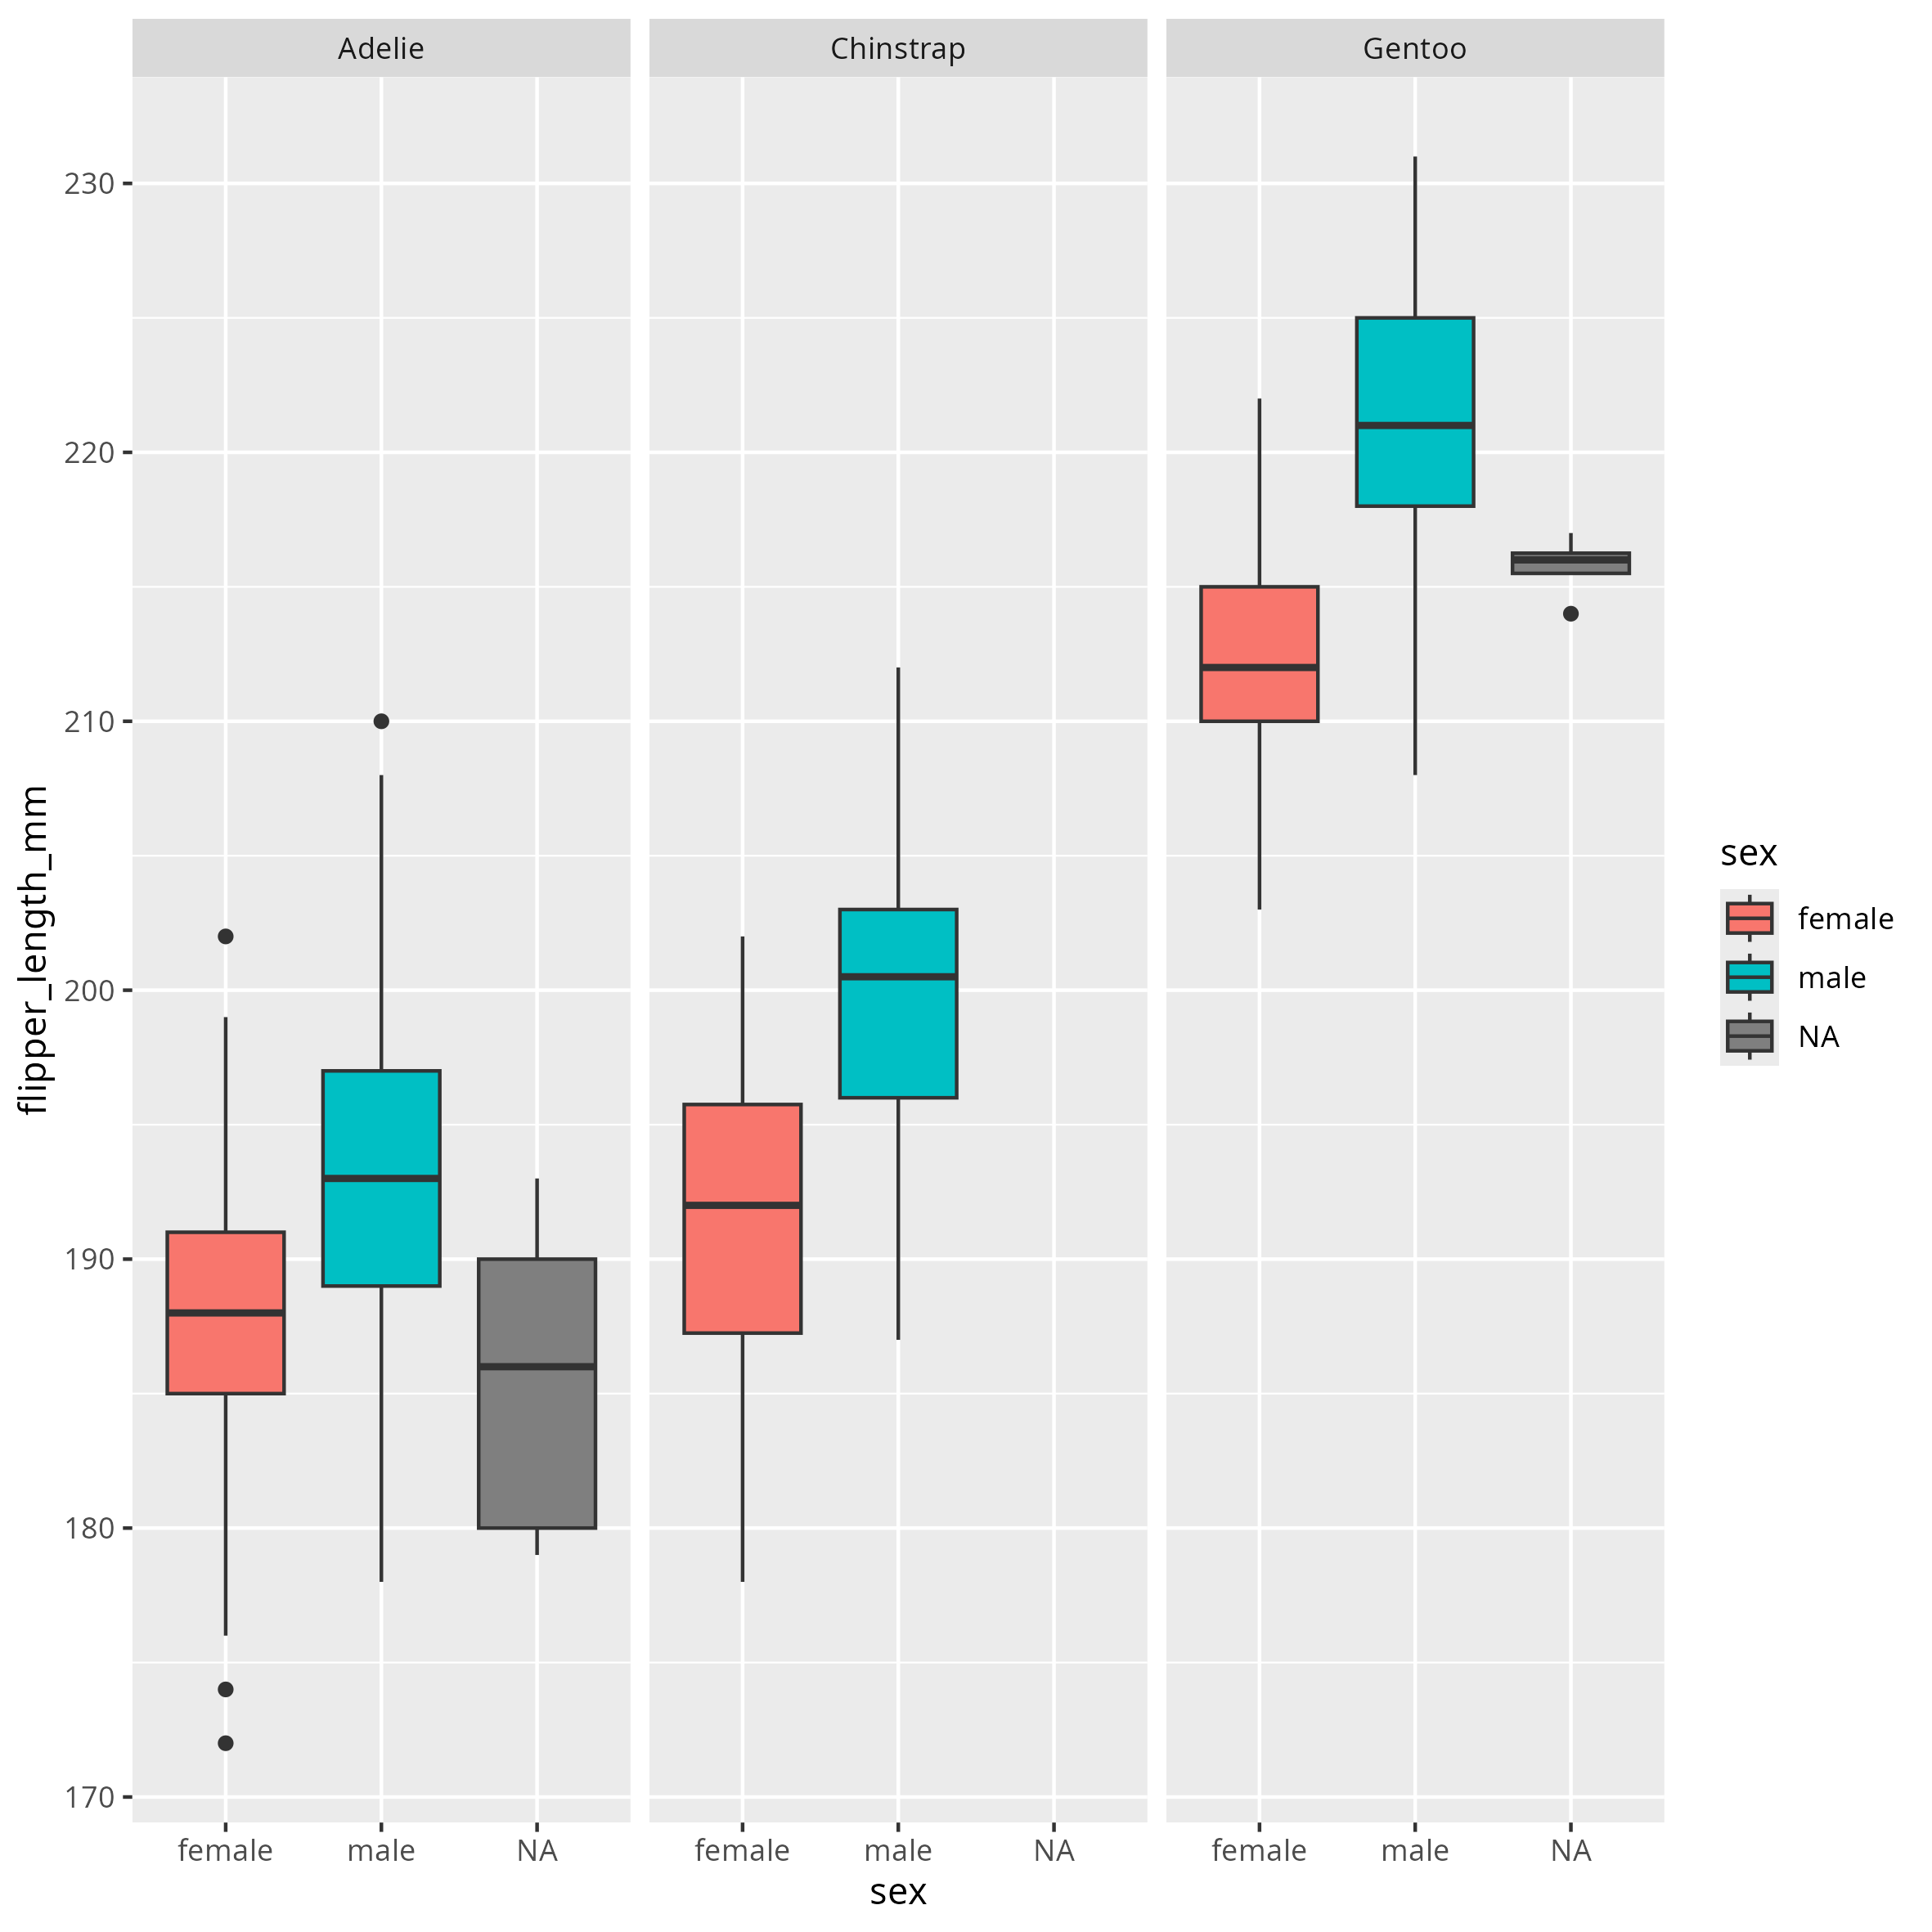 Adelie Chinstrap Gentoo
230
220
210
200
190
180
170
flipper_length_mm
female male NA female male NA female male NA
sex
sex
female
male
NA